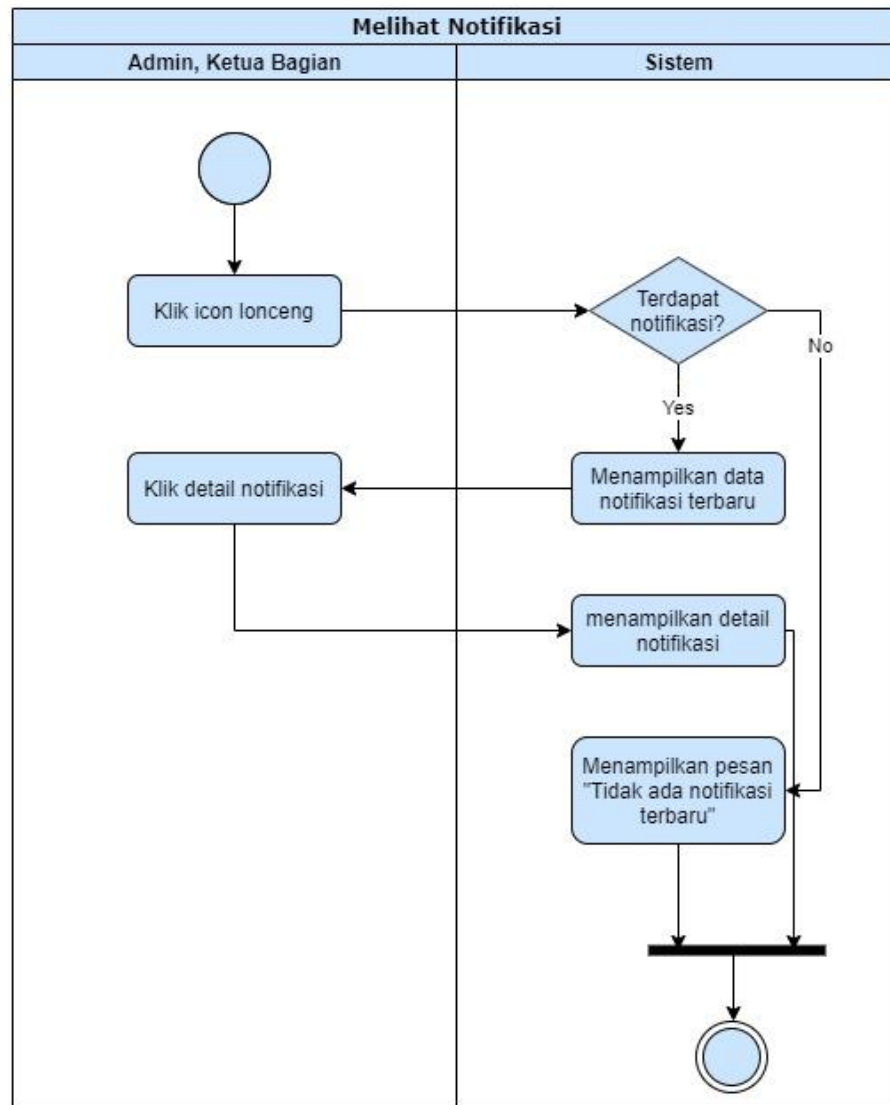 Melihat Notifikasi
Admin, Ketua Bagian
Sistem
Klik icon lonceng
Terdapat
notifikasi?
No
Yes
Menampilkan data
notifikasi terbaru
Klik detail notifikasi
menampilkan detail
notifikasi
Menampilkan pesan
"Tidak ada notifikasi
terbaru"